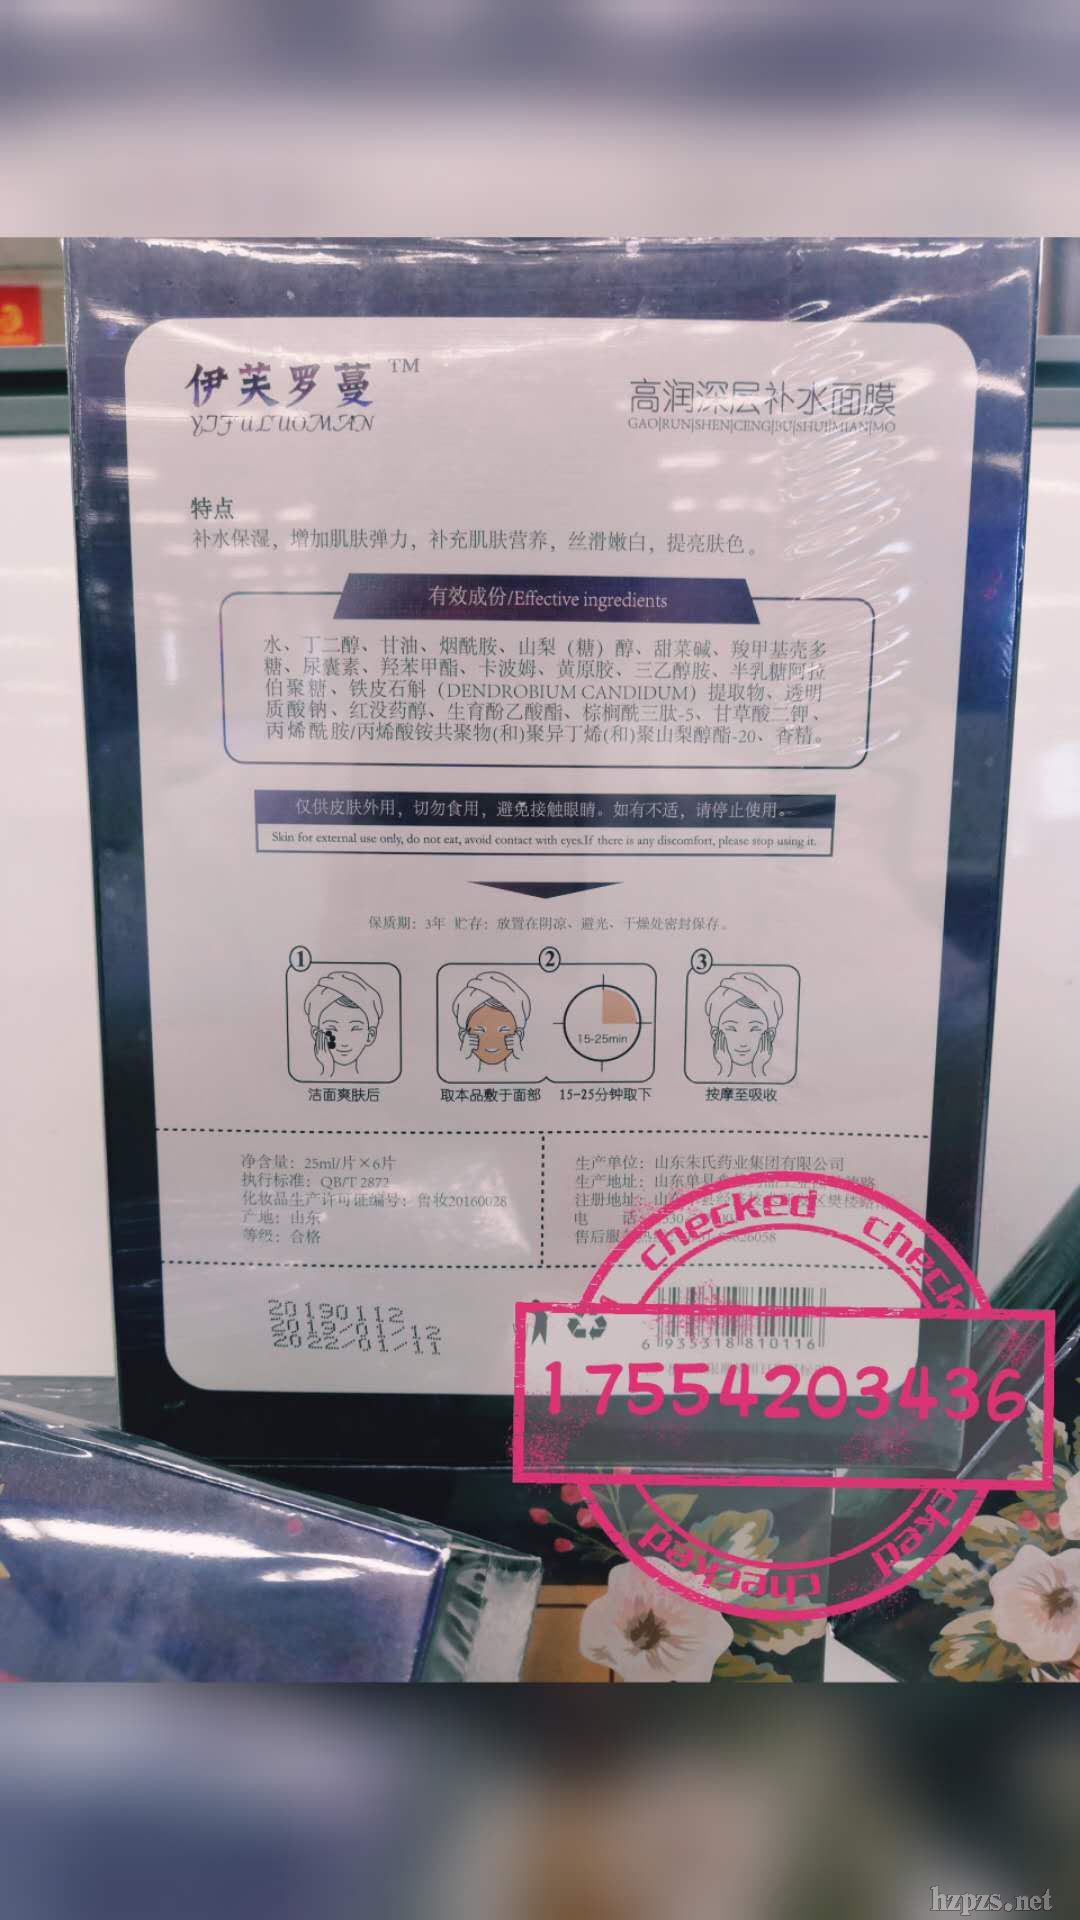 伊芙罗蔓 TM
YIFULUOMAN
高润深层补水面膜
GAO|RUN|SHEN|CENG|BU|SHUI|MIAN|MO
特点
补水保湿，增加肌肤弹力，补充肌肤营养，丝滑嫩白，提亮肤色。
有效成份/Effective ingredients
水、丁二醇、甘油、烟酰胺、山梨（糖）醇、甜菜碱、羧甲基壳多
糖、尿囊素、羟苯甲酯、卡波姆、黄原胶、三乙醇胺、半乳糖阿拉
伯聚糖、铁皮石斛（DENDROBIUM CANDIDUM）提取物、透明
质酸钠、红没药醇、生育酚乙酸酯、棕榈酰三肽-5、甘草酸二钾、
丙烯酰胺/丙烯酸铵共聚物(和)聚异丁烯(和)聚山梨醇酯-20、香精。
仅供皮肤外用，切勿食用，避免接触眼睛。如有不适，请停止使用。
Skin for external use only, do not eat, avoid contact with eyes.If there is any discomfort, please stop using it.
保质期：3年 贮存：放置在阴凉、避光、干燥处密封保存。
1
2
3
15-25min
洁面爽肤后
取本品敷于面部
15-25分钟取下
按摩至吸收
净含量：25ml/片×6片
执行标准：QB/T 2872
化妆品生产许可证编号：鲁妆20160028
产地：山东
等级：合格
生产单位：山东朱氏药业集团有限公司
生产地址：山东单县
注册地址：山
电 话：
售后服
20190112
2019/01/12
2022/01/11
6 935318 810116
checked
check
17554203436
cked
checked
hzpzs.net